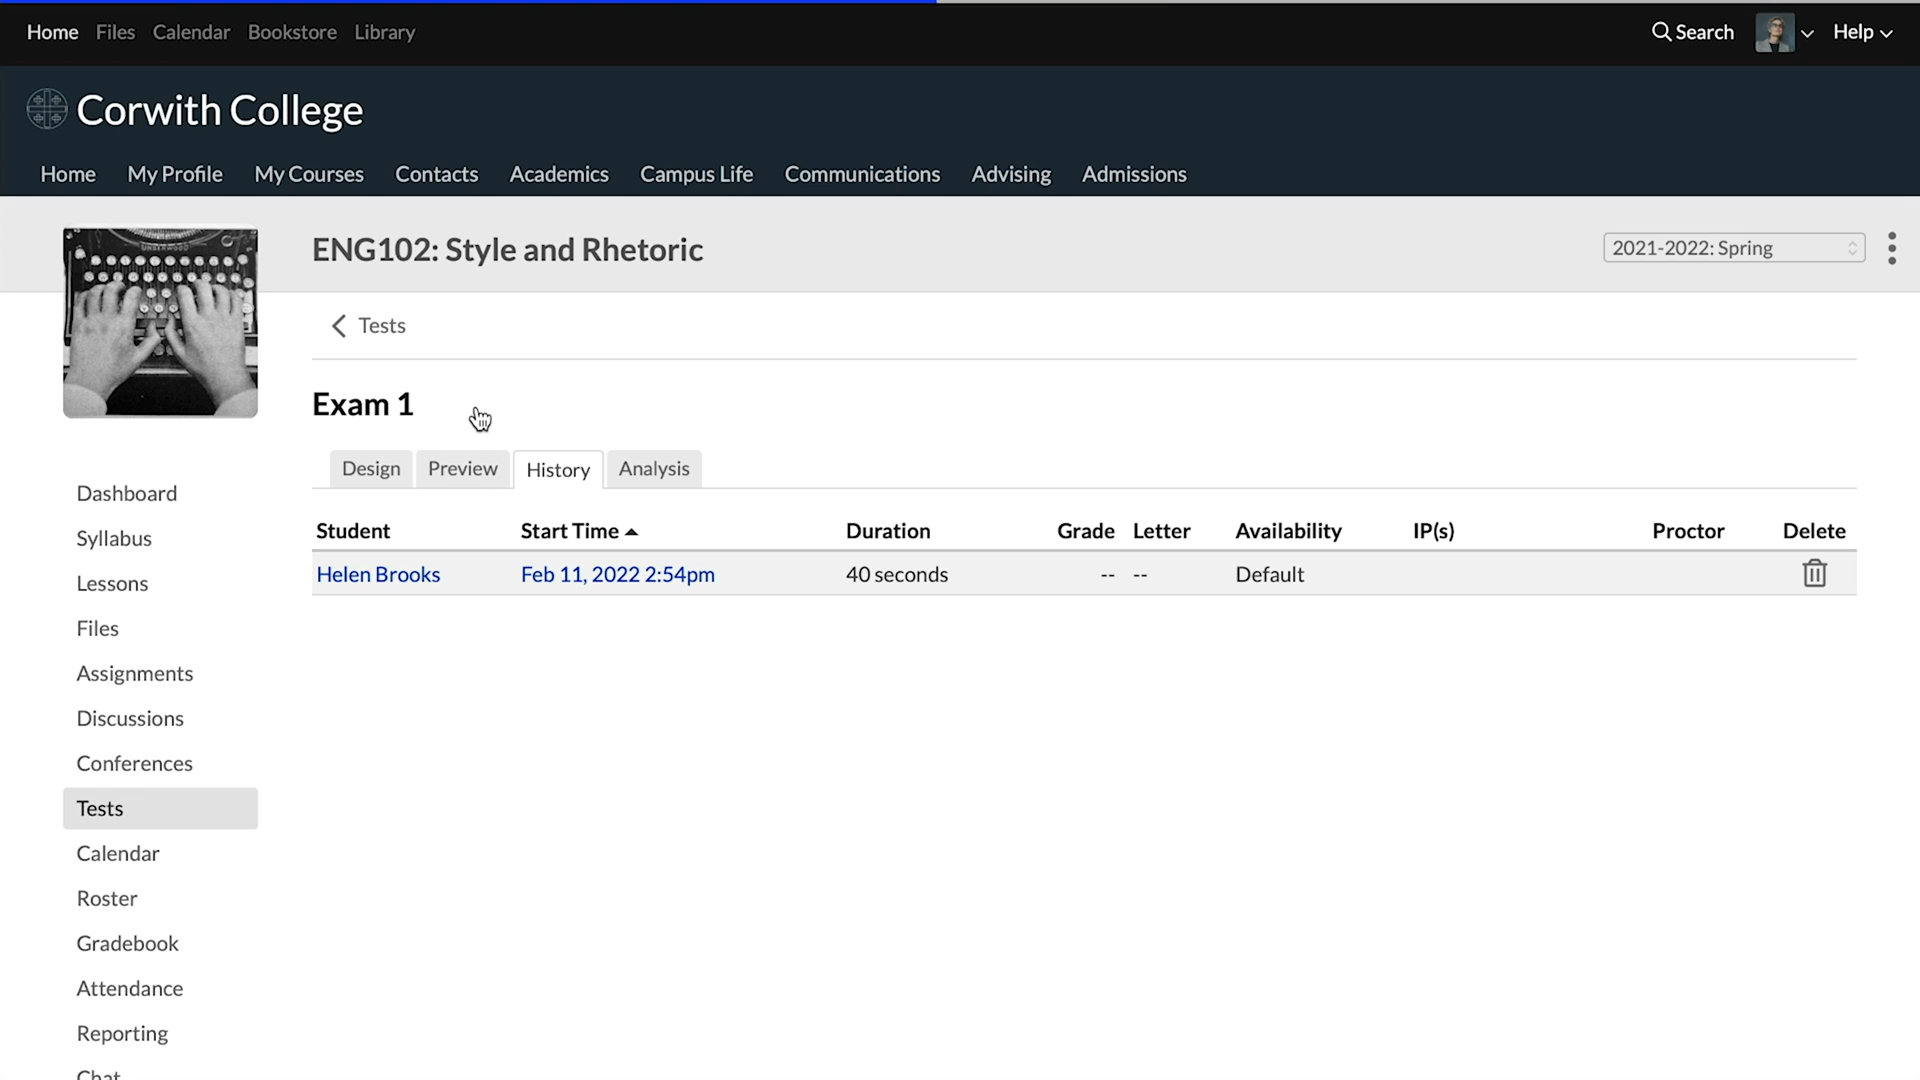 Home Files Calendar Bookstore Library Search Help
Corwith College
Home My Profile My Courses Contacts Academics Campus Life Communications Advising Admissions
UNDERWOOD
ENG102: Style and Rhetoric
2021-2022: Spring
Tests
Exam 1
Design Preview History Analysis
Student Start Time Duration Grade Letter Availability IP(s) Proctor Delete
Helen Brooks Feb 11, 2022 2:54pm 40 seconds -- -- Default
Dashboard
Syllabus
Lessons
Files
Assignments
Discussions
Conferences
Tests
Calendar
Roster
Gradebook
Attendance
Reporting
Chat